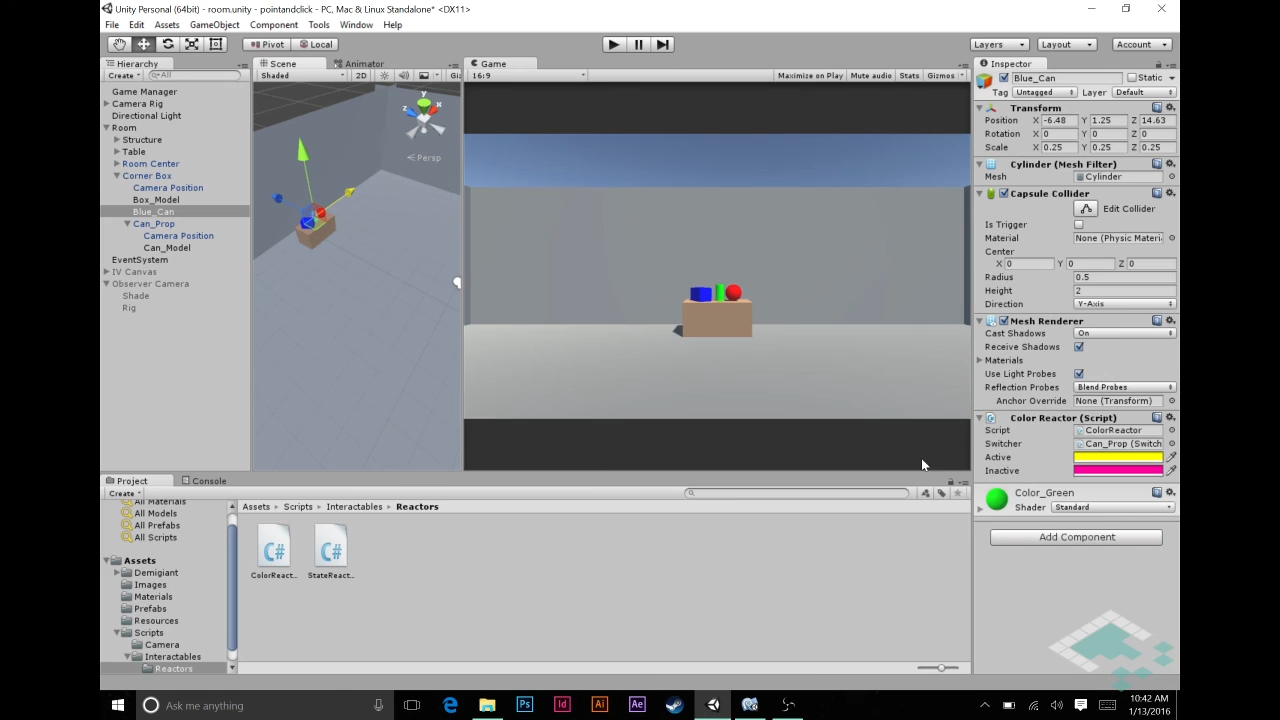 Unity Personal (64bit) - room.unity - pointandclick - PC, Mac & Linux Standalone* <DX11>
File Edit Assets GameObject Component Tools Window Help
Pivot Local Layers Layout Account
Hierarchy
Create All
Game Manager
Camera Rig
Directional Light
Room
Structure
Table
Room Center
Corner Box
Camera Position
Box_Model
Blue_Can
Can_Prop
Camera Position
Can_Model
EventSystem
IV Canvas
Observer Camera
Shade
Rig
Scene Animator
Shaded 2D Gi
y
z x
Persp
Game
16:9 Maximize on Play Mute audio Stats Gizmos
Inspector
Blue_Can Static
Tag Untagged Layer Default
Transform
Position X -6.48 Y 1.25 Z 14.63
Rotation X 0 Y 0 Z 0
Scale X 0.25 Y 0.25 Z 0.25
Cylinder (Mesh Filter)
Mesh Cylinder
Capsule Collider
Edit Collider
Is Trigger
Material None (Physic Materi
Center
X 0 Y 0 Z 0
Radius 0.5
Height 2
Direction Y-Axis
Mesh Renderer
Cast Shadows On
Receive Shadows
Materials
Use Light Probes
Reflection Probes Blend Probes
Anchor Override None (Transform)
Color Reactor (Script)
Script ColorReactor
Switcher Can_Prop (Switch
Active
Inactive
Color_Green
Shader Standard
Add Component
Project Console
Create
All Materials
All Models
All Prefabs
All Scripts
Assets
Demigiant
Images
Materials
Prefabs
Resources
Scripts
Camera
Interactables
Reactors
Assets Scripts Interactables Reactors
C# C#
ColorReact... StateReact...
Ask me anything
Ps Id Ai Ae
10:42 AM
1/13/2016